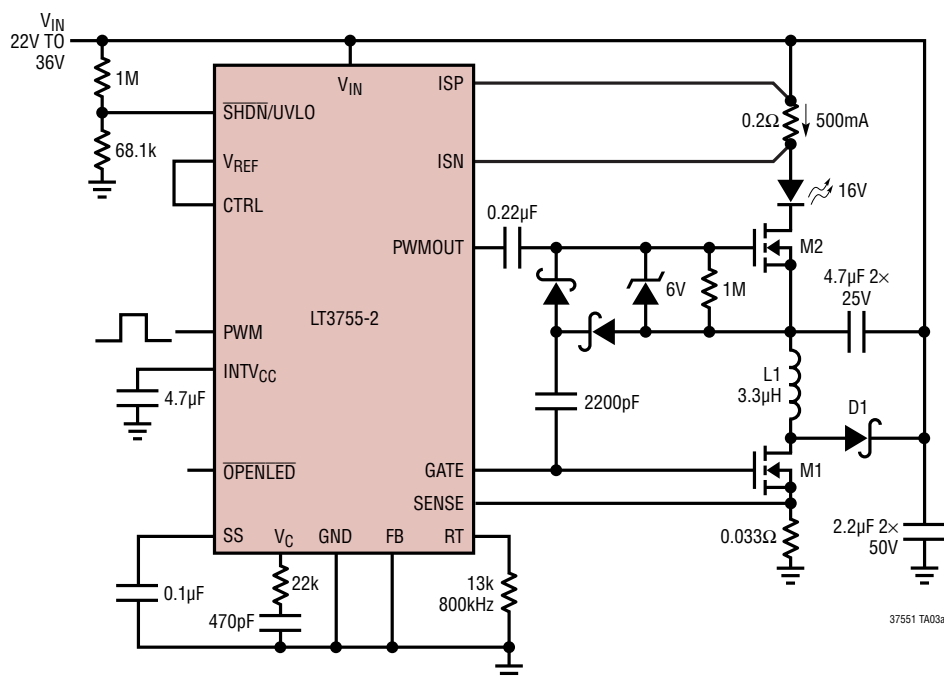 VIN
22V TO
36V
1M
68.1k
VIN
ISP
SHDN/UVLO
VREF
CTRL
ISN
0.2Ω
500mA
16V
0.22µF
PWMOUT
M2
6V
1M
4.7µF 2×
25V
LT3755-2
PWM
INTVCC
4.7µF
2200pF
L1
3.3µH
D1
OPENLED
GATE
M1
SENSE
SS
VC
GND
FB
RT
0.033Ω
2.2µF 2×
50V
0.1µF
22k
470pF
13k
800kHz
37551 TA03a